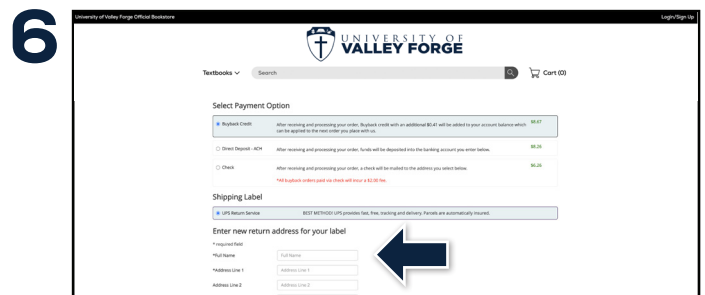 6
University of Valley Forge Official Bookstore
Login/Sign Up
UNIVERSITY OF
VALLEY FORGE
Textbooks
Search
Cart (0)
Select Payment Option
Buyback Credit
After receiving and processing your order, Buyback credit with an additional $0.41 will be added to your account balance which
can be applied to the next order you place with us.
$8.67
Direct Deposit - ACH
After receiving and processing your order, funds will be deposited into the banking account you enter below.
$8.26
Check
After receiving and processing your order, a check will be mailed to the address you select below.
$6.26
*All buyback orders paid via check will incur a $2.00 fee.
Shipping Label
UPS Return Service
BEST METHOD! UPS provides fast, free, tracking and delivery. Parcels are automatically insured.
Enter new return address for your label
* required field
*Full Name
Full Name
*Address Line 1
Address Line 1
Address Line 2
Address Line 2